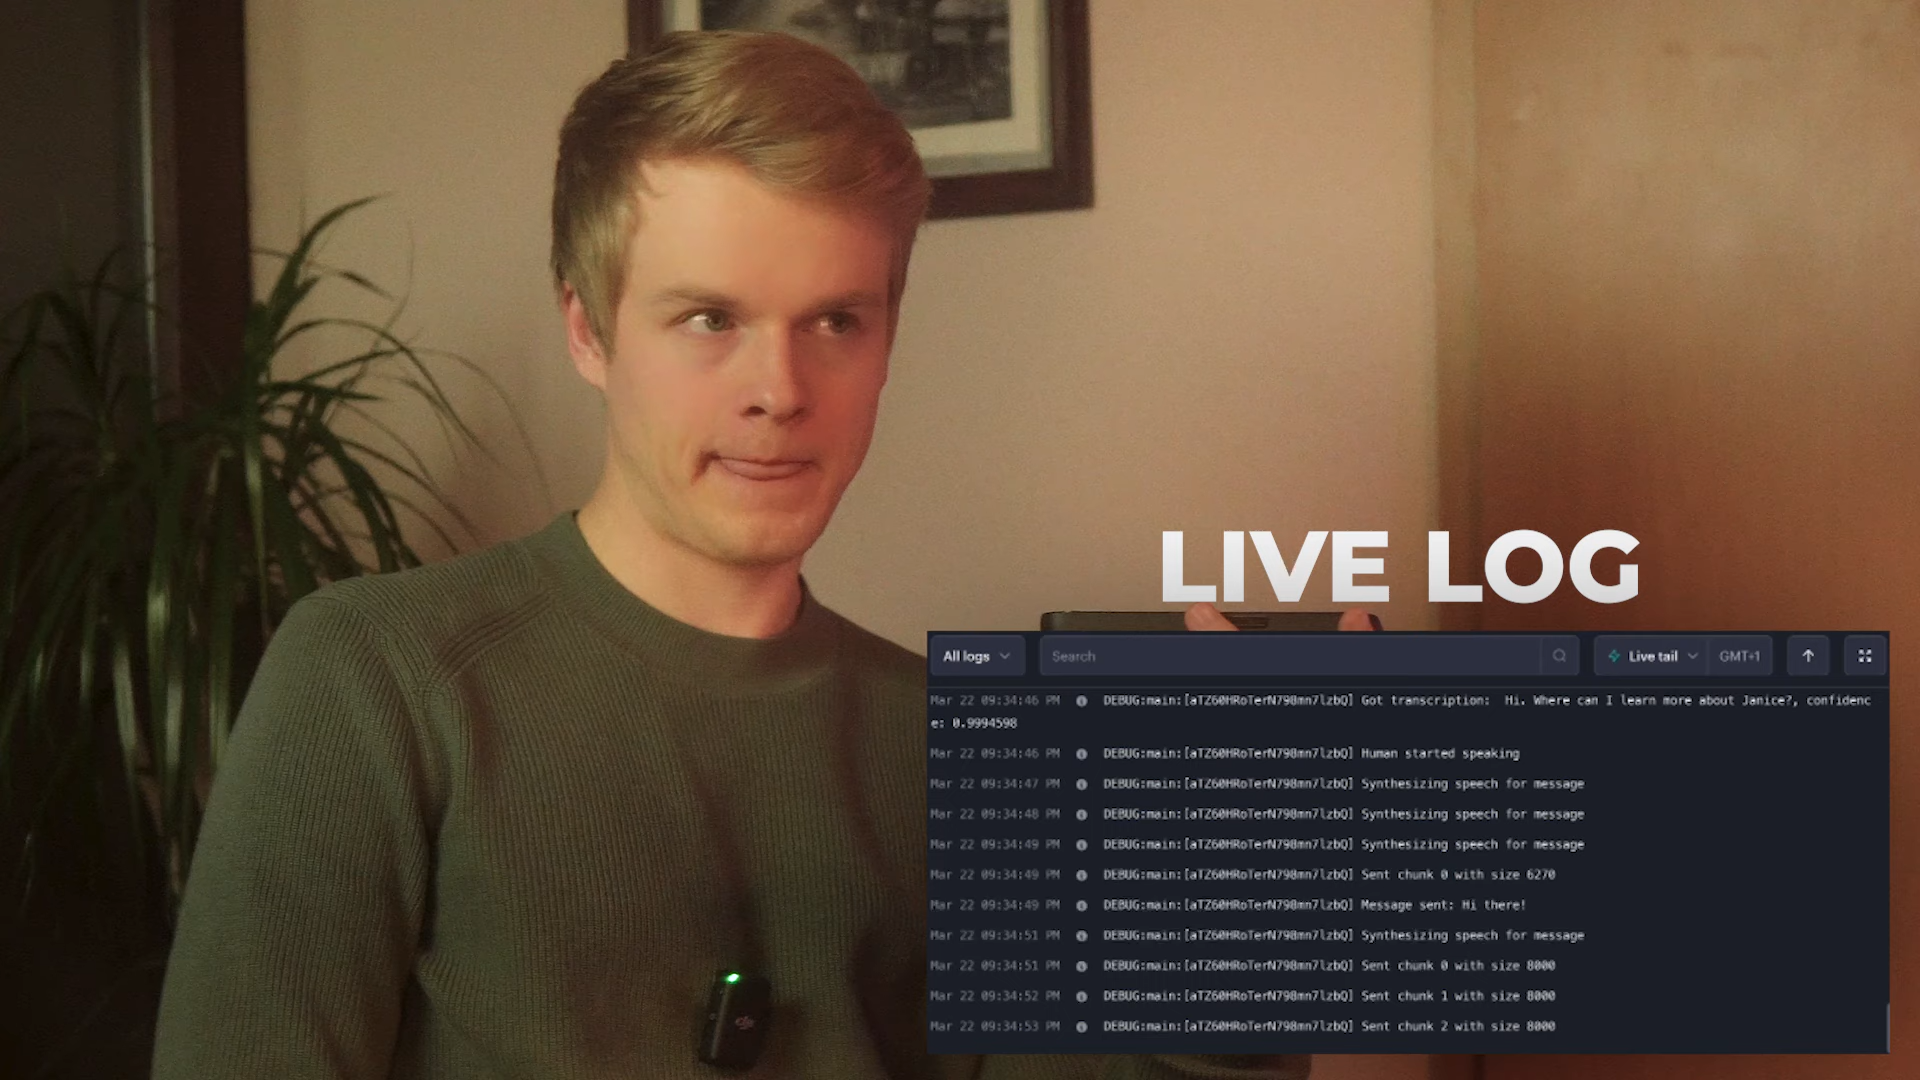 LIVE LOG
All logs
Search
Live tail
GMT+1
Mar 22 09:34:46 PM DEBUG:main:[aTZ60HRoTerN798mn7lzbQ] Got transcription:  Hi. Where can I learn more about Janice?, confidenc
e: 0.9994598
Mar 22 09:34:46 PM DEBUG:main:[aTZ60HRoTerN798mn7lzbQ] Human started speaking
Mar 22 09:34:47 PM DEBUG:main:[aTZ60HRoTerN798mn7lzbQ] Synthesizing speech for message
Mar 22 09:34:48 PM DEBUG:main:[aTZ60HRoTerN798mn7lzbQ] Synthesizing speech for message
Mar 22 09:34:49 PM DEBUG:main:[aTZ60HRoTerN798mn7lzbQ] Synthesizing speech for message
Mar 22 09:34:49 PM DEBUG:main:[aTZ60HRoTerN798mn7lzbQ] Sent chunk 0 with size 6270
Mar 22 09:34:49 PM DEBUG:main:[aTZ60HRoTerN798mn7lzbQ] Message sent: Hi there!
Mar 22 09:34:51 PM DEBUG:main:[aTZ60HRoTerN798mn7lzbQ] Synthesizing speech for message
Mar 22 09:34:51 PM DEBUG:main:[aTZ60HRoTerN798mn7lzbQ] Sent chunk 0 with size 8000
Mar 22 09:34:52 PM DEBUG:main:[aTZ60HRoTerN798mn7lzbQ] Sent chunk 1 with size 8000
Mar 22 09:34:53 PM DEBUG:main:[aTZ60HRoTerN798mn7lzbQ] Sent chunk 2 with size 8000
dji